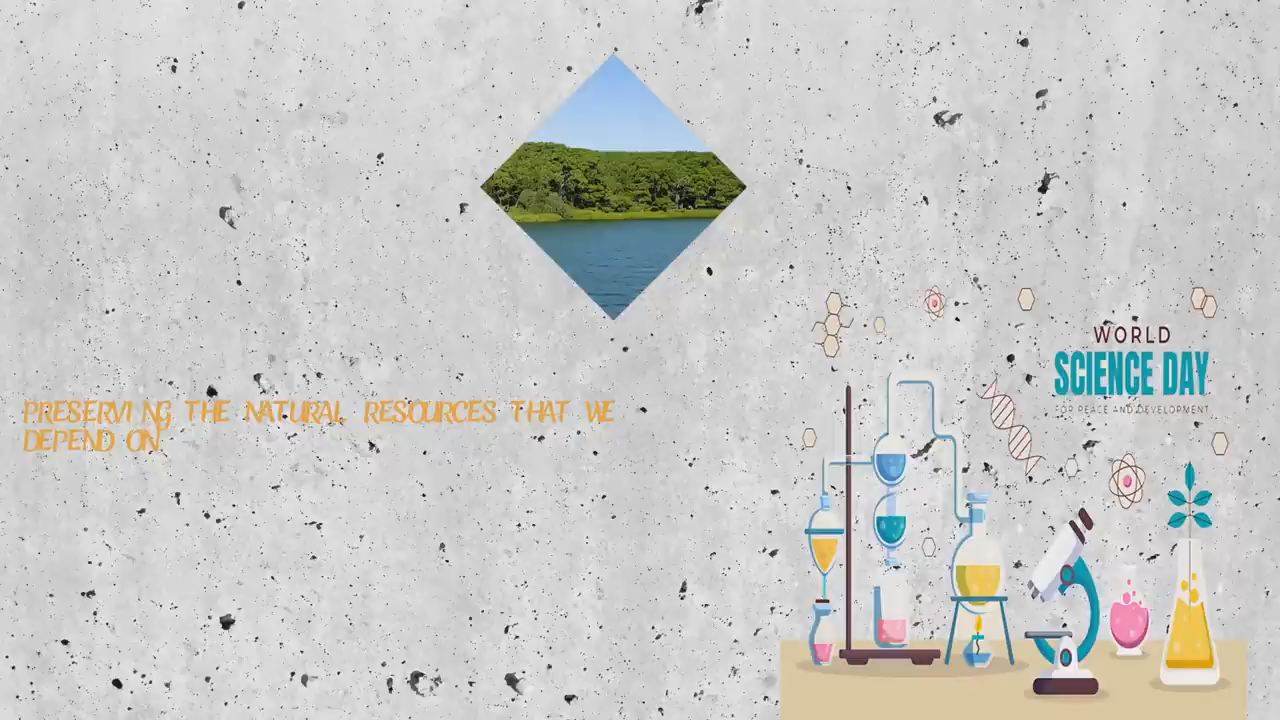 PRESERVING THE NATURAL RESOURCES THAT WE
DEPEND ON.
WORLD
SCIENCE DAY
FOR PEACE AND DEVELOPMENT